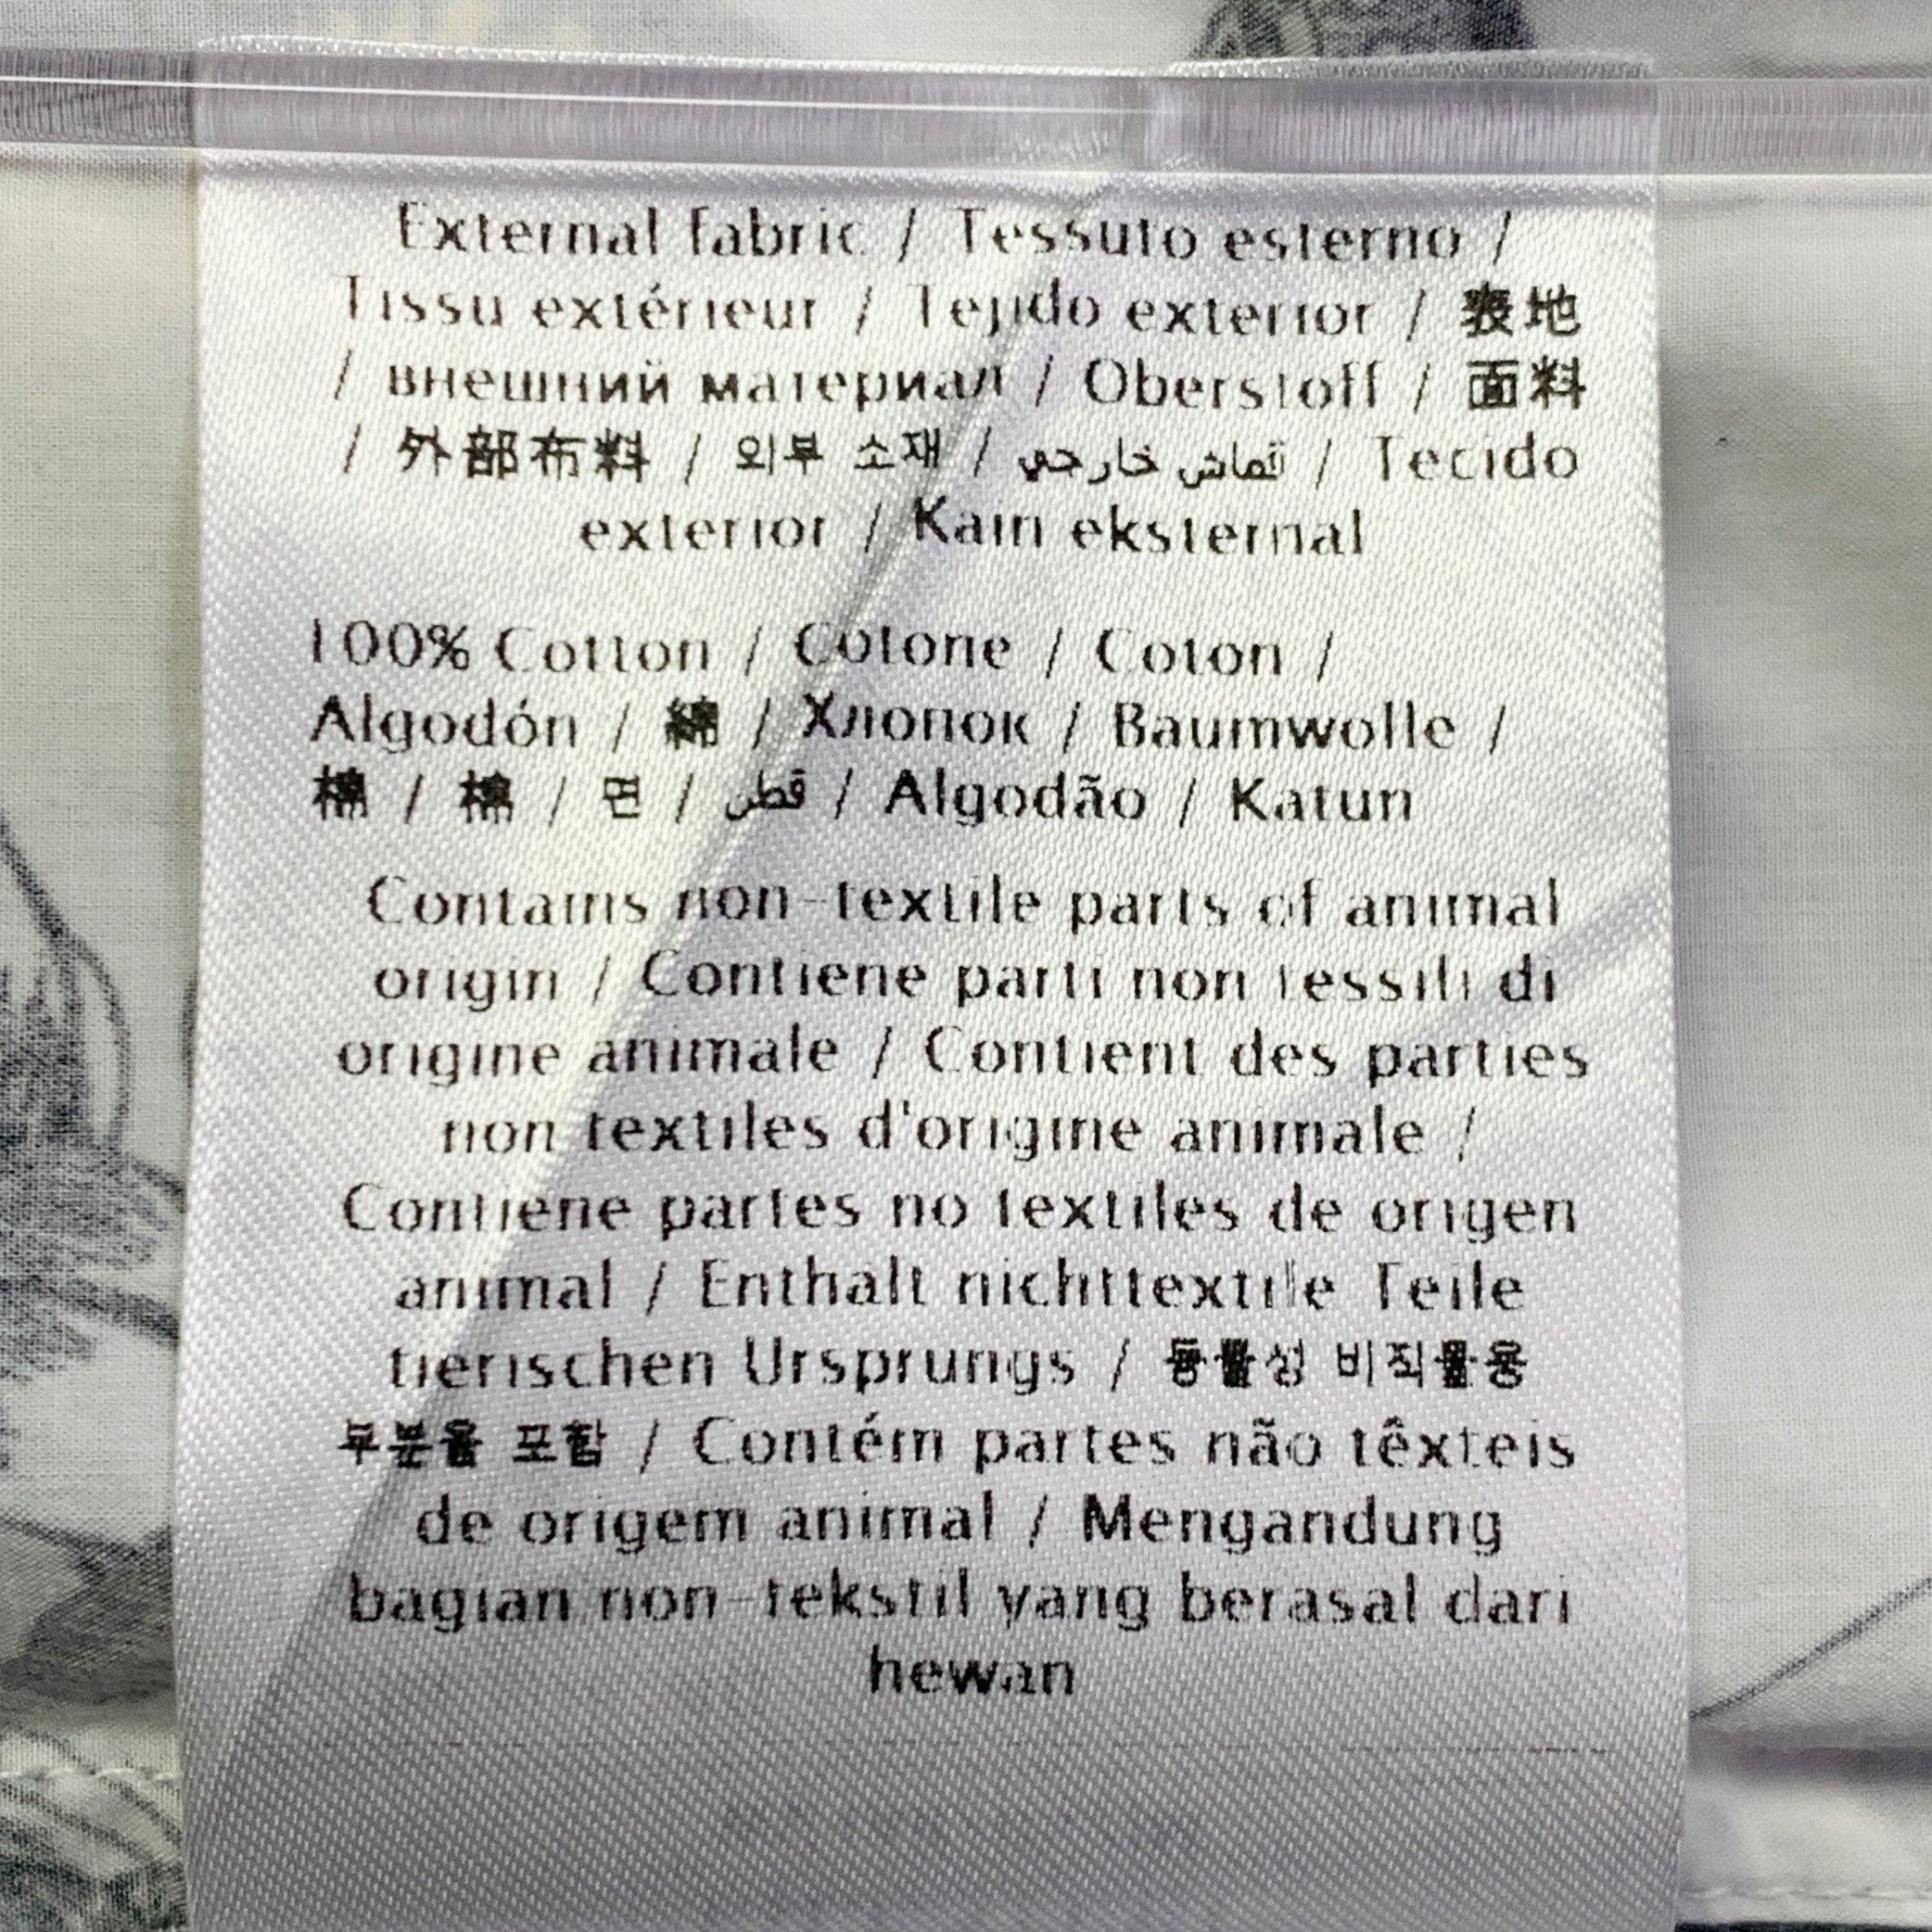 External fabric / Tessuto esterno /
Tissu extérieur / Tejido exterior / 表地
/ внешний материал / Oberstoff / 面料
/ 外部布料 / 외부 소재 / قماش خارجي / Tecido
exterior / Kain eksternal
100% Cotton / Cotone / Coton /
Algodón / 綿 / Хлопок / Baumwolle /
棉 / 棉 / 면 / قطن / Algodão / Katun
Contains non-textile parts of animal
origin / Contiene parti non tessili di
origine animale / Contient des parties
non textiles d'origine animale /
Contiene partes no textiles de origen
animal / Enthält nichttextile Teile
tierischen Ursprungs / 동물성 비직물용
부분을 포함 / Contém partes não têxteis
de origem animal / Mengandung
bagian non-tekstil yang berasal dari
hewan